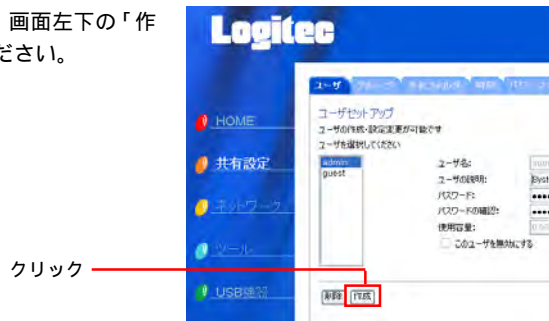 画面左下の「作
ださい。
Logitec
ユーザ
HOME
共有設定
ネットワーク
ツール
クリック
ユーザセットアップ
ユーザの作成・設定変更が可能です
ユーザを選択してください
admin
guest
ユーザ名:
ユーザの説明:
パスワード:
パスワードの確認:
使用容量:
このユーザを無効にする
削除 作成